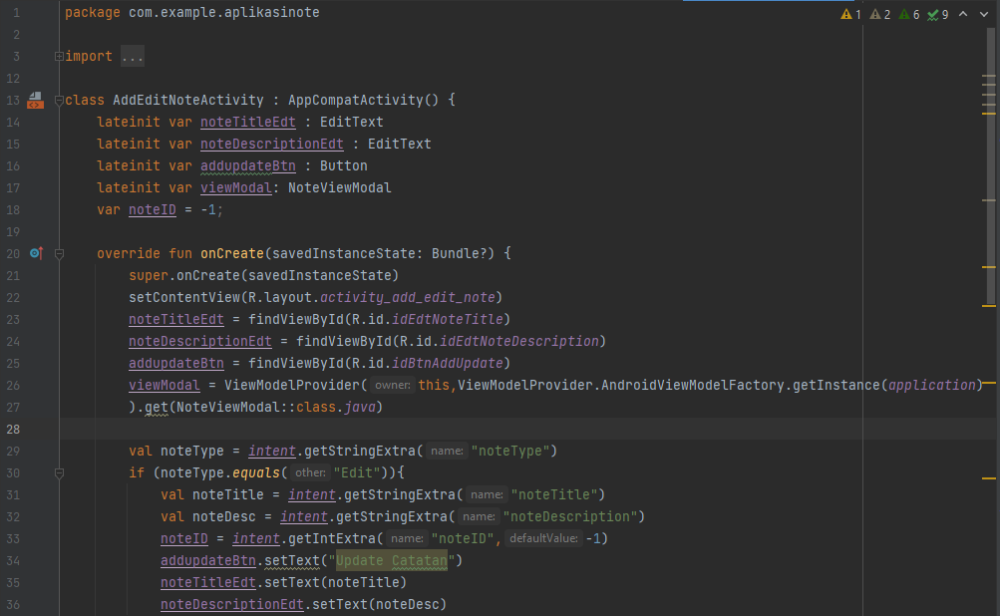 1 package com.example.aplikasinote
1 2 6 9
2
3 import ...
12
13 class AddEditNoteActivity : AppCompatActivity() {
14 lateinit var noteTitleEdt : EditText
15 lateinit var noteDescriptionEdt : EditText
16 lateinit var addupdateBtn : Button
17 lateinit var viewModal: NoteViewModal
18 var noteID = -1;
19
20 override fun onCreate(savedInstanceState: Bundle?) {
21 super.onCreate(savedInstanceState)
22 setContentView(R.layout.activity_add_edit_note)
23 noteTitleEdt = findViewById(R.id.idEdtNoteTitle)
24 noteDescriptionEdt = findViewById(R.id.idEdtNoteDescription)
25 addupdateBtn = findViewById(R.id.idBtnAddUpdate)
26 viewModal = ViewModelProvider( owner: this,ViewModelProvider.AndroidViewModelFactory.getInstance(application)
27 ).get(NoteViewModal::class.java)
28
29 val noteType = intent.getStringExtra( name: "noteType")
30 if (noteType.equals( other: "Edit")){
31 val noteTitle = intent.getStringExtra( name: "noteTitle")
32 val noteDesc = intent.getStringExtra( name: "noteDescription")
33 noteID = intent.getIntExtra( name: "noteID", defaultValue: -1)
34 addupdateBtn.setText("Update Catatan")
35 noteTitleEdt.setText(noteTitle)
36 noteDescriptionEdt.setText(noteDesc)